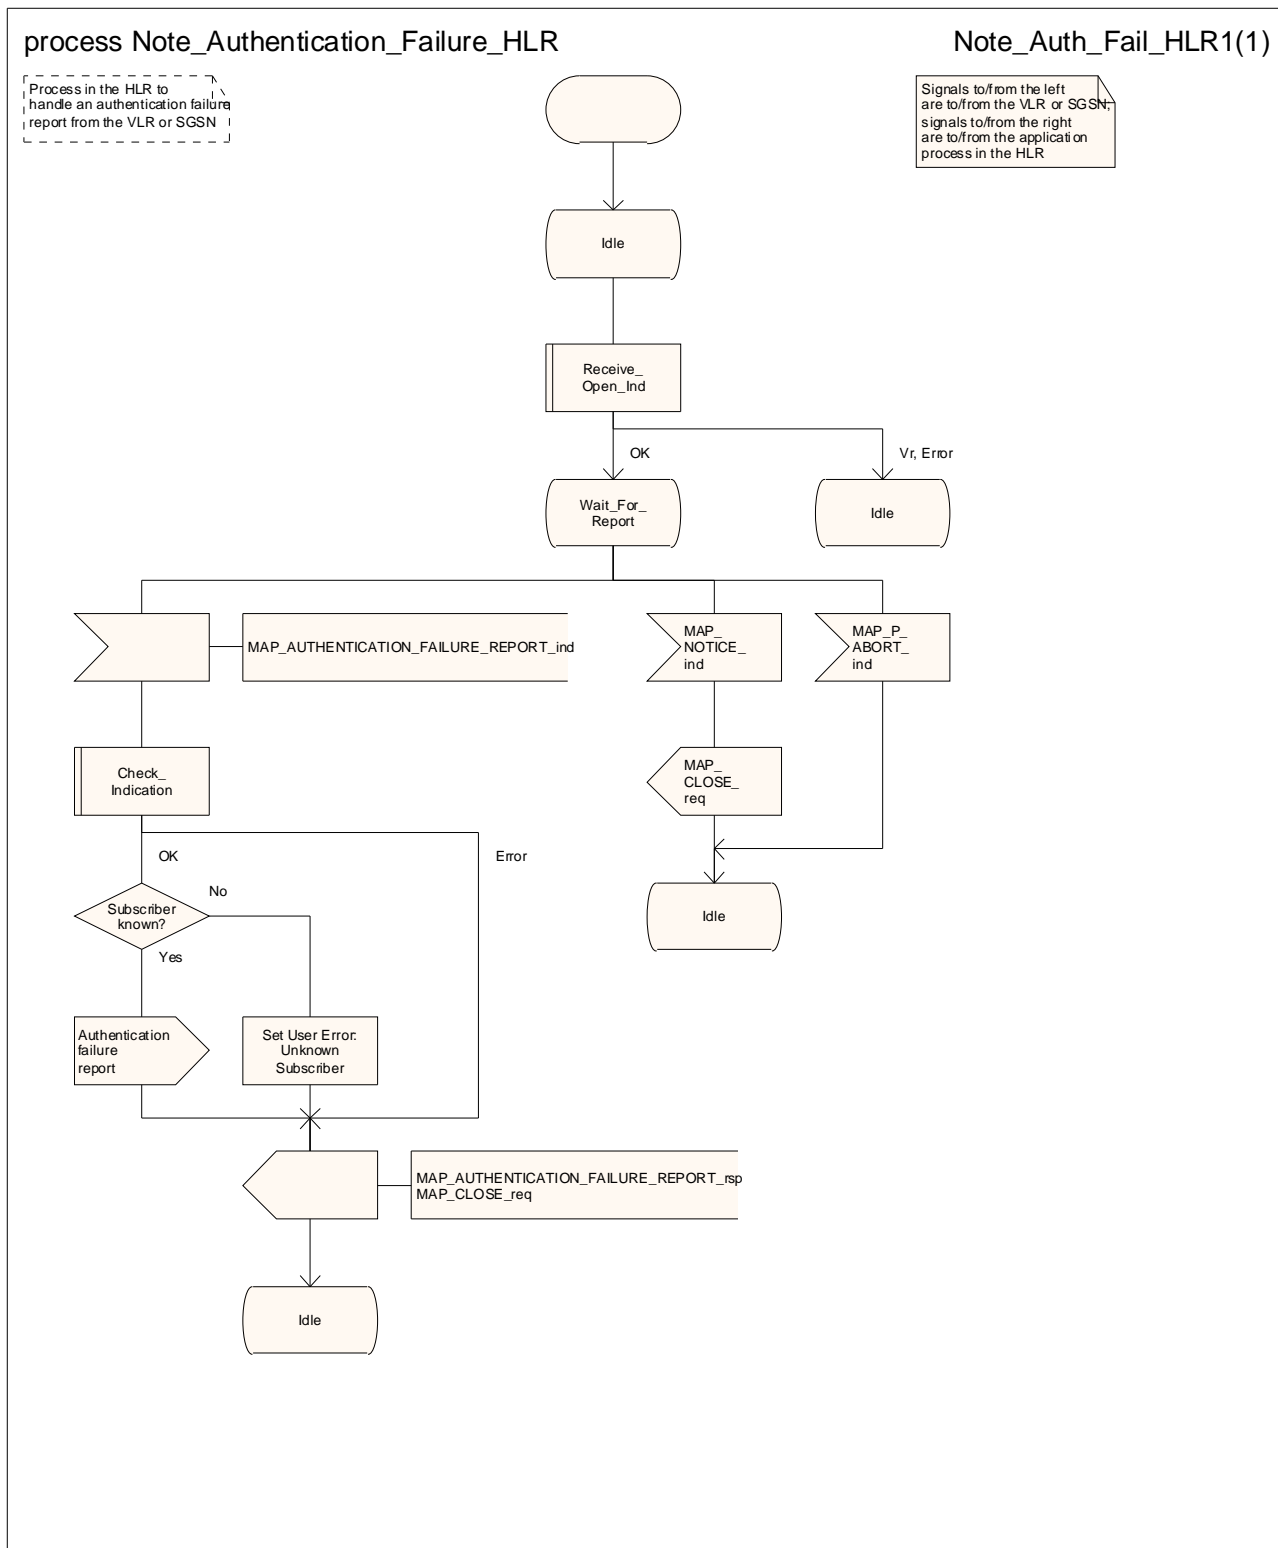 process Note_Authentication_Failure_HLR
Note_Auth_Fail_HLR1(1)
Process in the HLR to
handle an authentication failure
report from the VLR or SGSN
Signals to/from the left
are to/from the VLR or SGSN;
signals to/from the right
are to/from the application
process in the HLR
Idle
Receive_
Open_Ind
OK
Vr, Error
Wait_For_
Report
Idle
MAP_AUTHENTICATION_FAILURE_REPORT_ind
MAP_
NOTICE_
ind
MAP_P_
ABORT_
ind
Check_
Indication
MAP_
CLOSE_
req
OK
Error
No
Subscriber
known?
Idle
Yes
Authentication
failure
report
Set User Error:
Unknown
Subscriber
MAP_AUTHENTICATION_FAILURE_REPORT_rsp
MAP_CLOSE_req
Idle